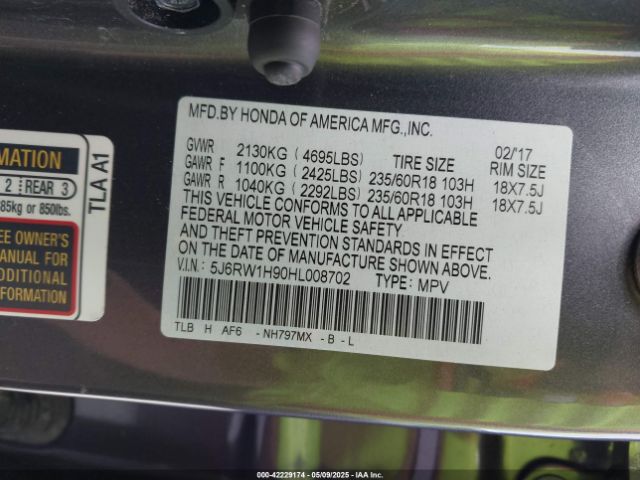 MFD.BY HONDA OF AMERICA MFG.,INC.
GVWR 2130KG ( 4695LBS) TIRE SIZE 02/'17 RIM SIZE
GAWR F 1100KG ( 2425LBS) 235/60R18 103H 18X7.5J
GAWR R 1040KG ( 2292LBS) 235/60R18 103H 18X7.5J
THIS VEHICLE CONFORMS TO ALL APPLICABLE
FEDERAL MOTOR VEHICLE SAFETY
AND THEFT PREVENTION STANDARDS IN EFFECT
ON THE DATE OF MANUFACTURE SHOWN ABOVE.
V.I.N.: 5J6RW1H90HL008702 TYPE: MPV
TLB H AF6 - NH797MX - B - L
MATION
2 REAR 3
85kg or 850lbs.
EE OWNER'S
MANUAL FOR
ADDITIONAL
INFORMATION
TLA A1
000-42229174 - 05/09/2025 - IAA Inc.